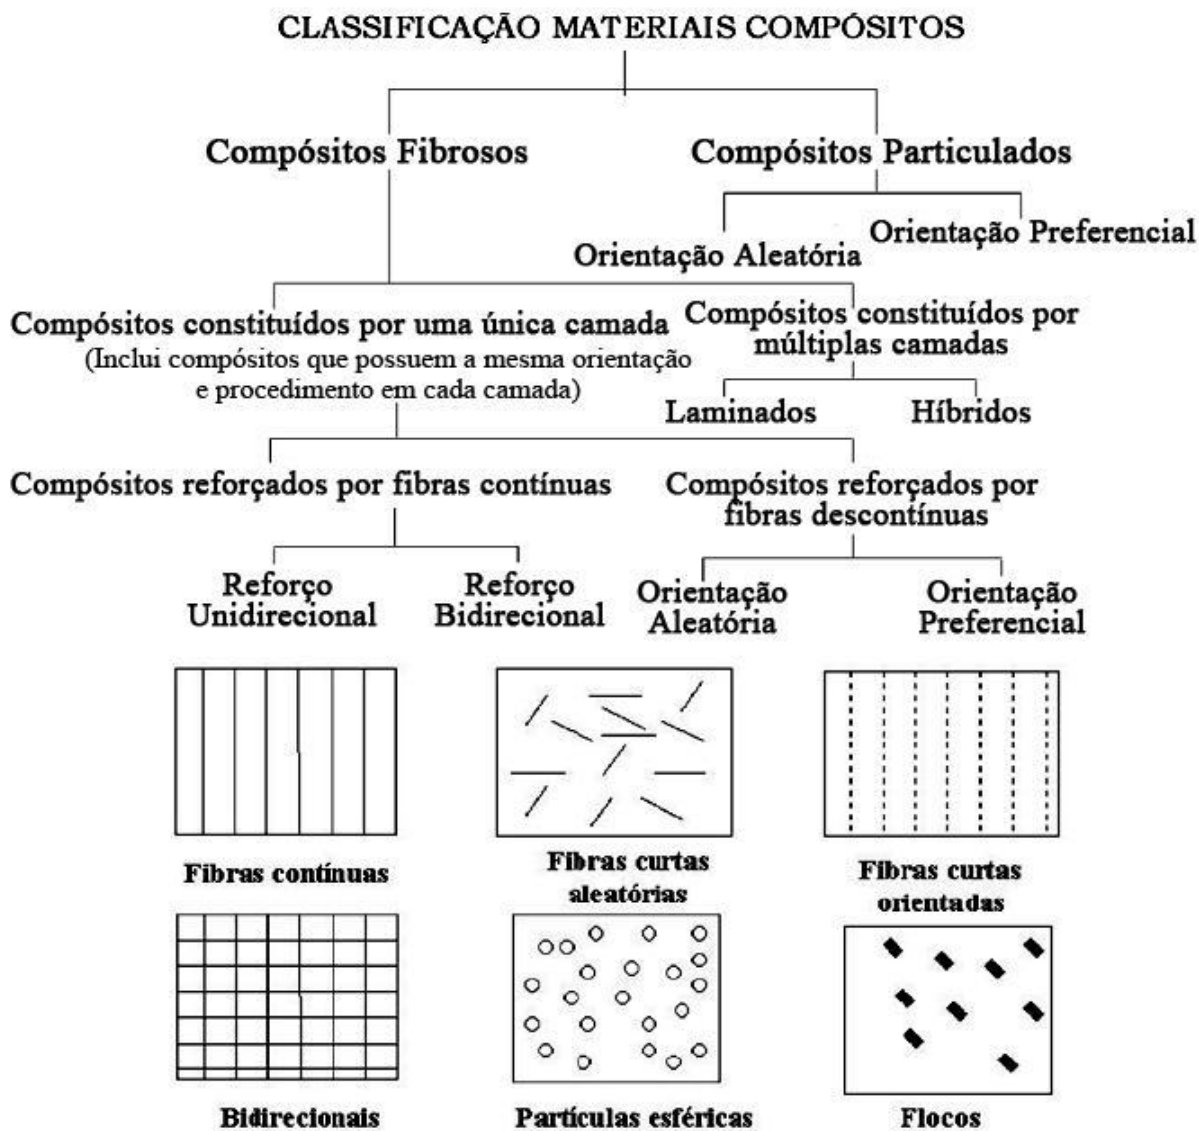 CLASSIFICAÇÃO MATERIAIS COMPÓSITOS
Compósitos Fibrosos
Compósitos Particulados
Orientação Aleatória
Orientação Preferencial
Compósitos constituídos por uma única camada
(Inclui compósitos que possuem a mesma orientação
e procedimento em cada camada)
Compósitos constituídos por
múltiplas camadas
Laminados
Híbridos
Compósitos reforçados por fibras contínuas
Compósitos reforçados por
fibras descontínuas
Reforço
Unidirecional
Reforço
Bidirecional
Orientação
Aleatória
Orientação
Preferencial
Fibras contínuas
Fibras curtas
aleatórias
Fibras curtas
orientadas
Bidirecionais
Partículas esféricas
Flocos